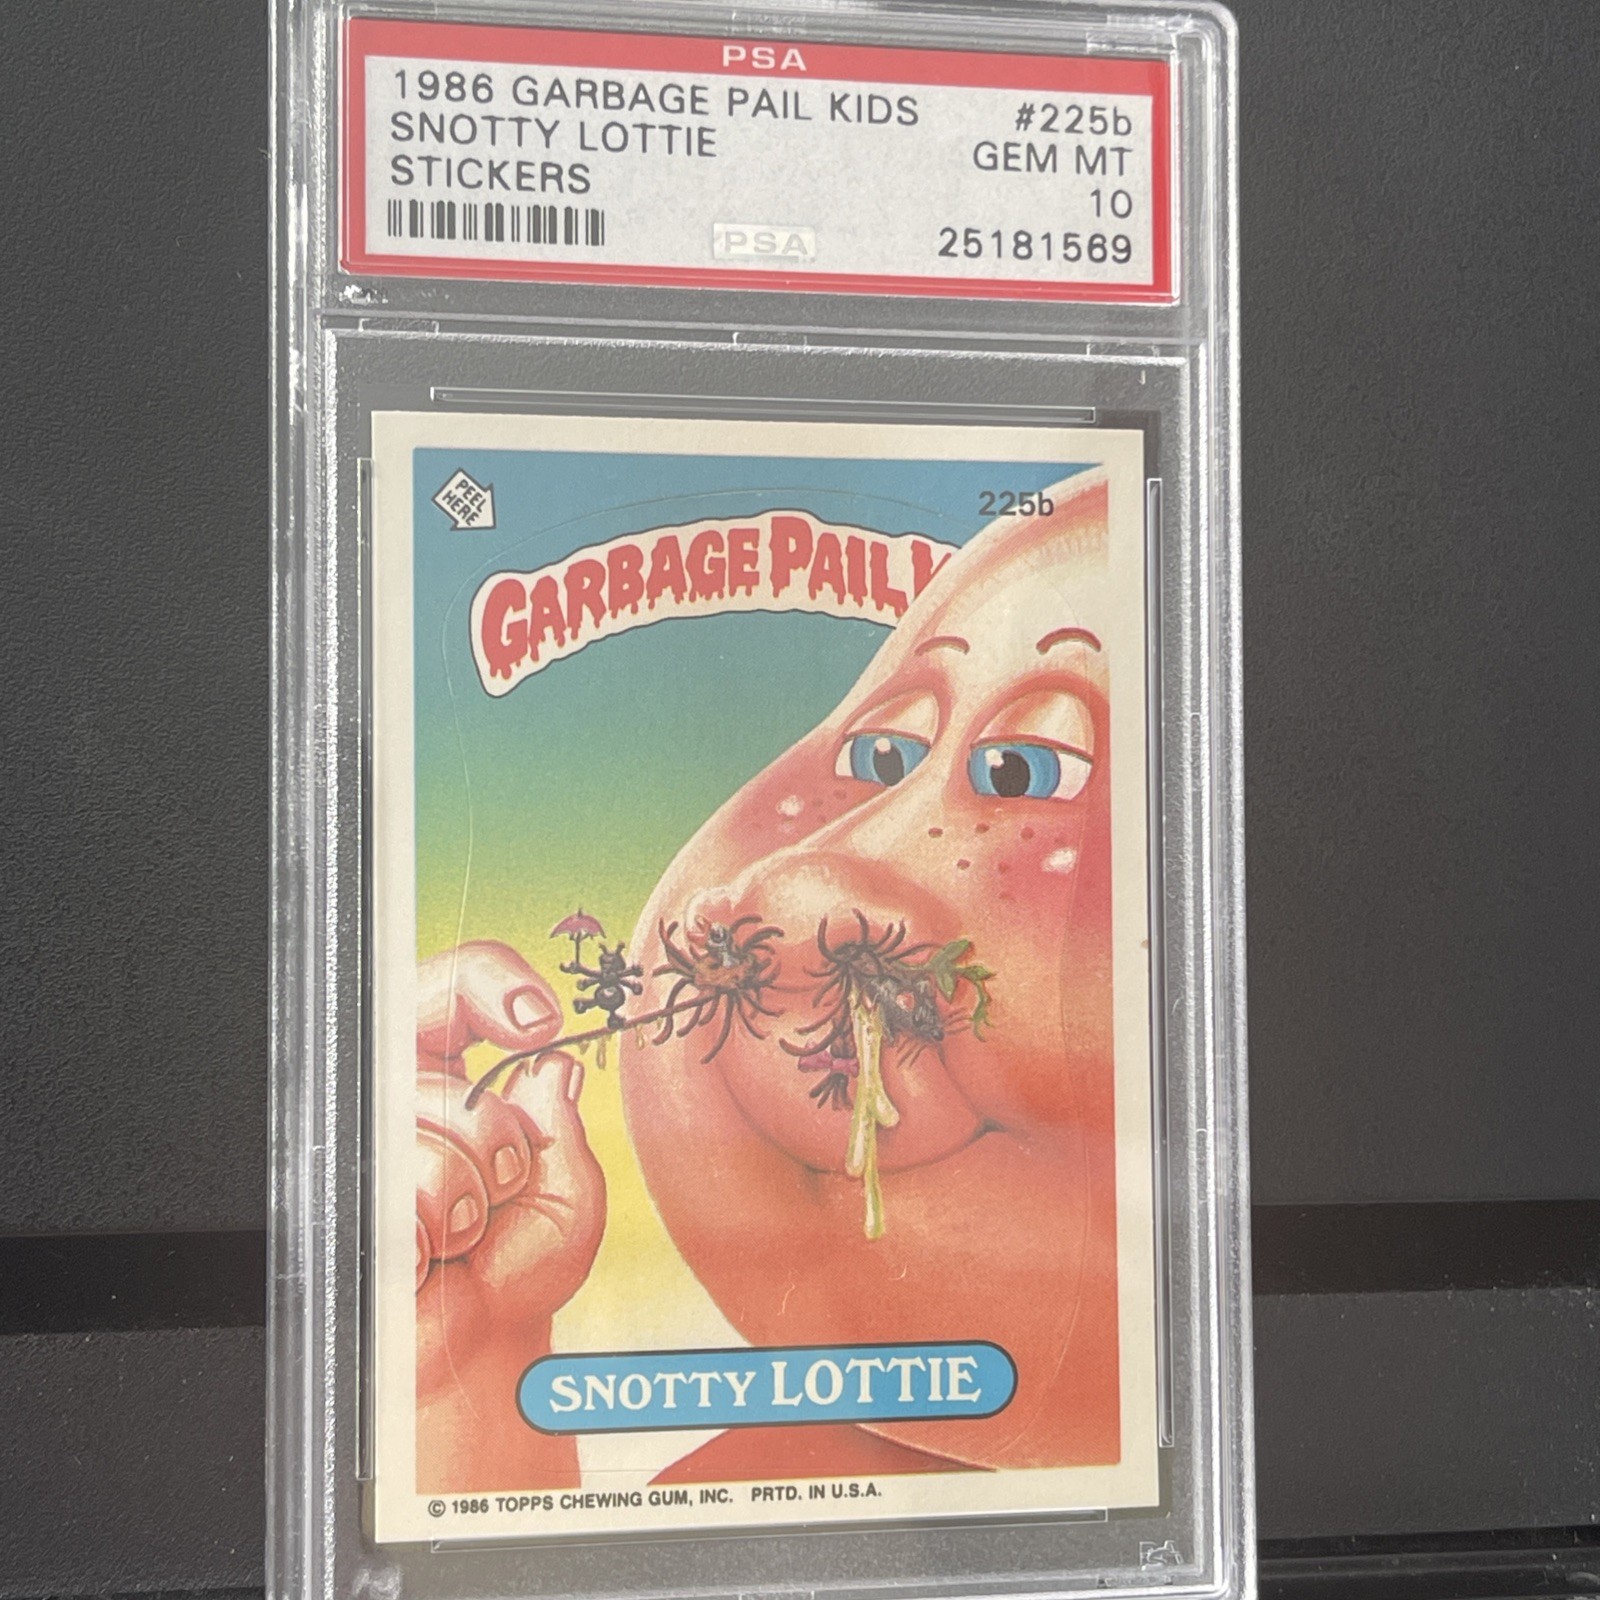 PSA
1986 GARBAGE PAIL KIDS #225b
SNOTTY LOTTIE GEM MT
STICKERS 10
PSA 25181569
PEEL
HERE
225b
GARBAGE PAIL K
SNOTTY LOTTIE
© 1986 TOPPS CHEWING GUM, INC. PRTD. IN U.S.A.